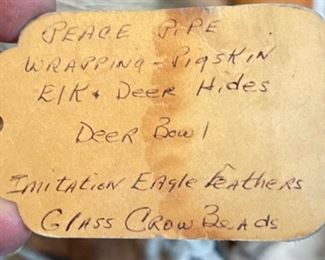 PEACE PIPE
WRAPPING - PIGSKIN
ElK & DEER HIDES
DEER BOWl
IMITATION EAglE FEATHERS
GlASS CROW BEADS